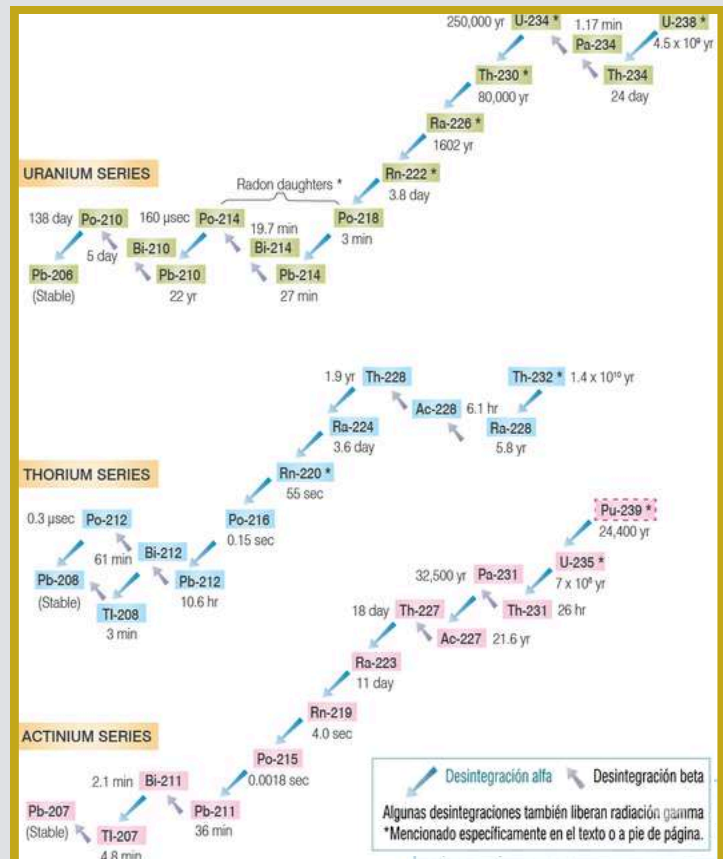 250,000 yr U-234 * 1.17 min U-238 *
Pa-234 4.5 x 10⁹ yr
Th-230 * Th-234
80,000 yr 24 day
Ra-226 *
1602 yr
URANIUM SERIES
Rn-222 *
Radon daughters *
3.8 day
138 day Po-210 160 µsec Po-214 Po-218
19.7 min
3 min
5 day Bi-210 Bi-214
Pb-206 Pb-210 Pb-214
(Stable) 22 yr 27 min
1.9 yr Th-228 Th-232 * 1.4 x 10¹⁰ yr
Ac-228 6.1 hr
Ra-224 Ra-228
3.6 day 5.8 yr
THORIUM SERIES
Rn-220 *
55 sec
0.3 µsec Po-212 Po-216
0.15 sec
61 min Bi-212
Pb-208 Pb-212
(Stable) 10.6 hr
Tl-208
3 min
Pu-239 *
24,400 yr
U-235 *
32,500 yr Pa-231 7 x 10⁸ yr
18 day Th-227 Th-231 26 hr
Ac-227 21.6 yr
Ra-223
11 day
Rn-219
4.0 sec
ACTINIUM SERIES
Po-215
0.0018 sec
2.1 min Bi-211
Pb-207 Pb-211
(Stable) 36 min
Tl-207
4.8 min
Desintegración alfa Desintegración beta
Algunas desintegraciones también liberan radiación gamma
*Mencionado específicamente en el texto o a pie de página.